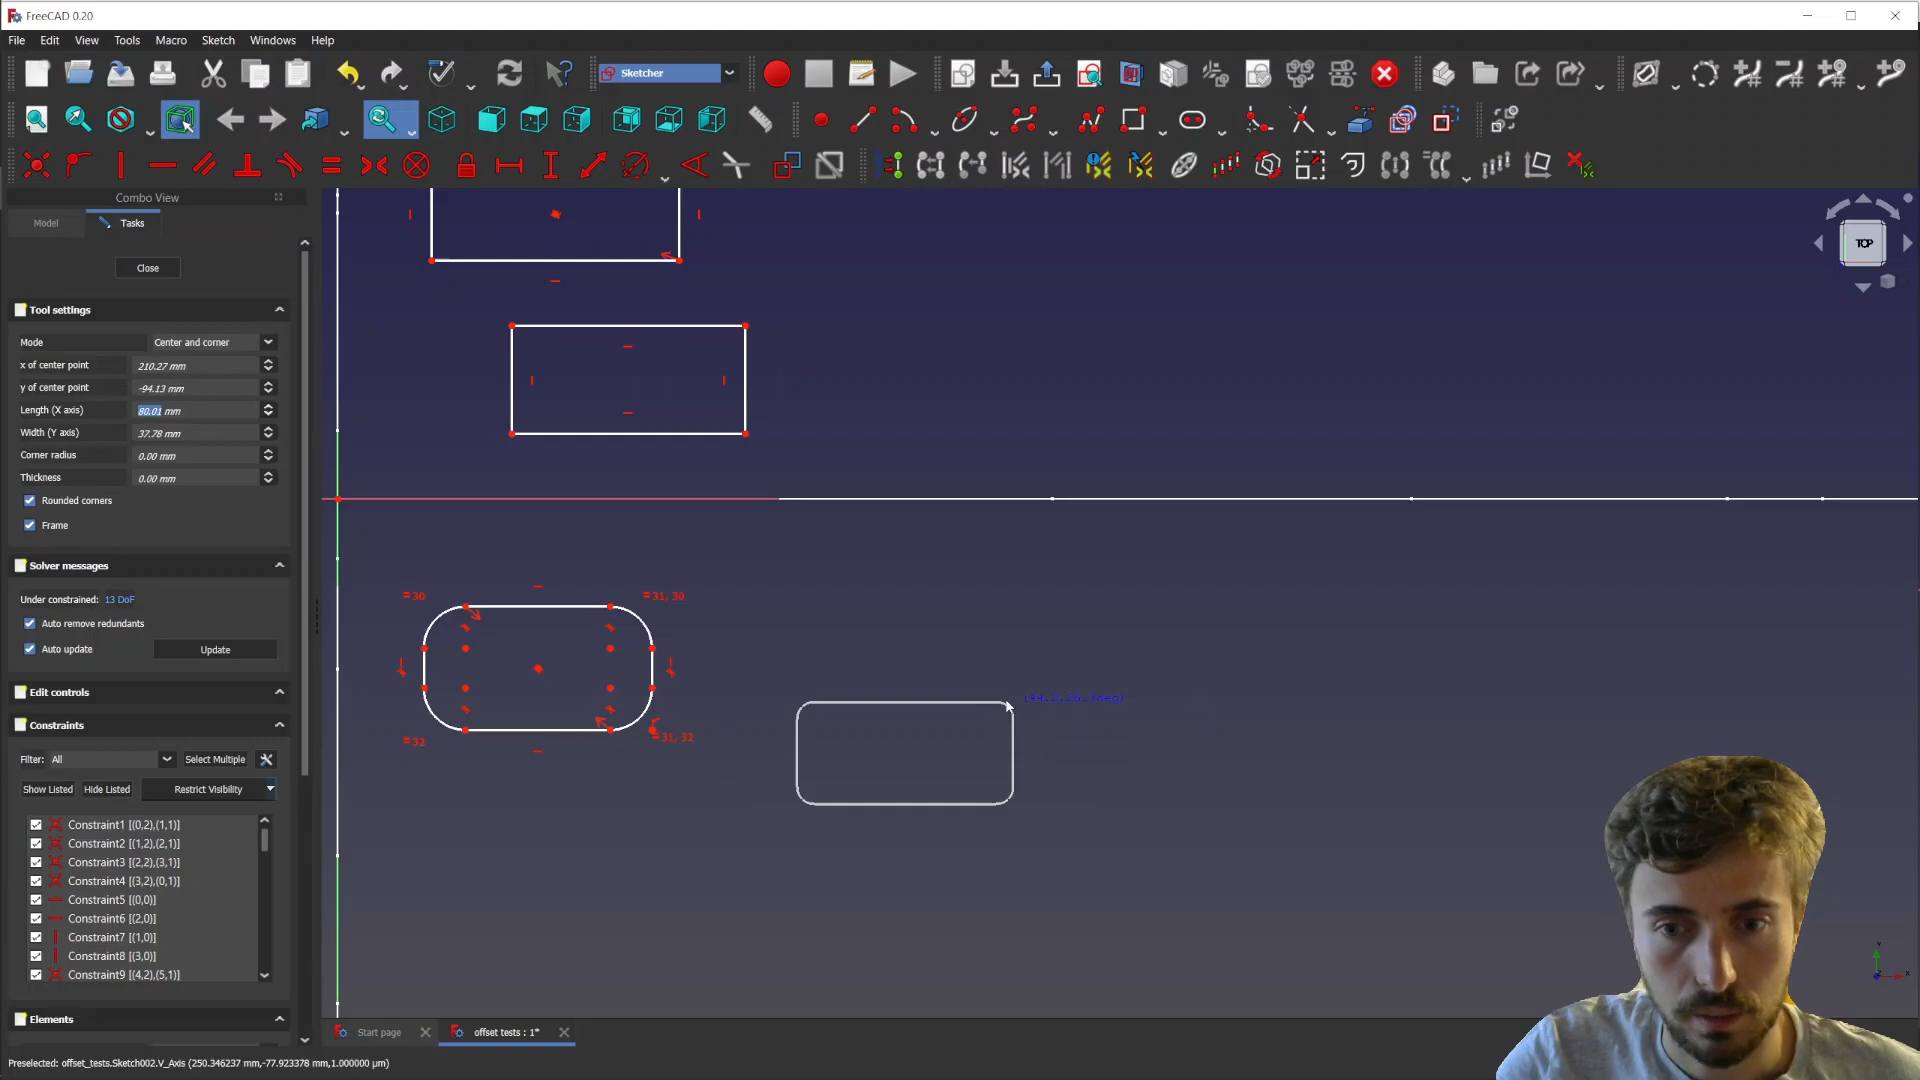 FreeCAD 0.20
File Edit View Tools Macro Sketch Windows Help
Sketcher
Combo View
Model Tasks
Close
Tool settings
Mode Center and corner
x of center point 210.27 mm
y of center point -94.13 mm
Length (X axis) 80.01 mm
Width (Y axis) 37.78 mm
Corner radius 0.00 mm
Thickness 0.00 mm
Rounded corners
Frame
Solver messages
Under constrained: 13 DoF
Auto remove redundants
Auto update Update
Edit controls
Constraints
Filter: All Select Multiple
Show Listed Hide Listed Restrict Visibility
Constraint1 [(0,2),(1,1)]
Constraint2 [(1,2),(2,1)]
Constraint3 [(2,2),(3,1)]
Constraint4 [(3,2),(0,1)]
Constraint5 [(0,0)]
Constraint6 [(2,0)]
Constraint7 [(1,0)]
Constraint8 [(3,0)]
Constraint9 [(4,2),(5,1)]
Elements
TOP
=30
=31, 30
=32
=31, 32
Start page
offset tests : 1*
Preselected: offset_tests.Sketch002.V_Axis (250.346237 mm,-77.923378 mm,1.000000 µm)